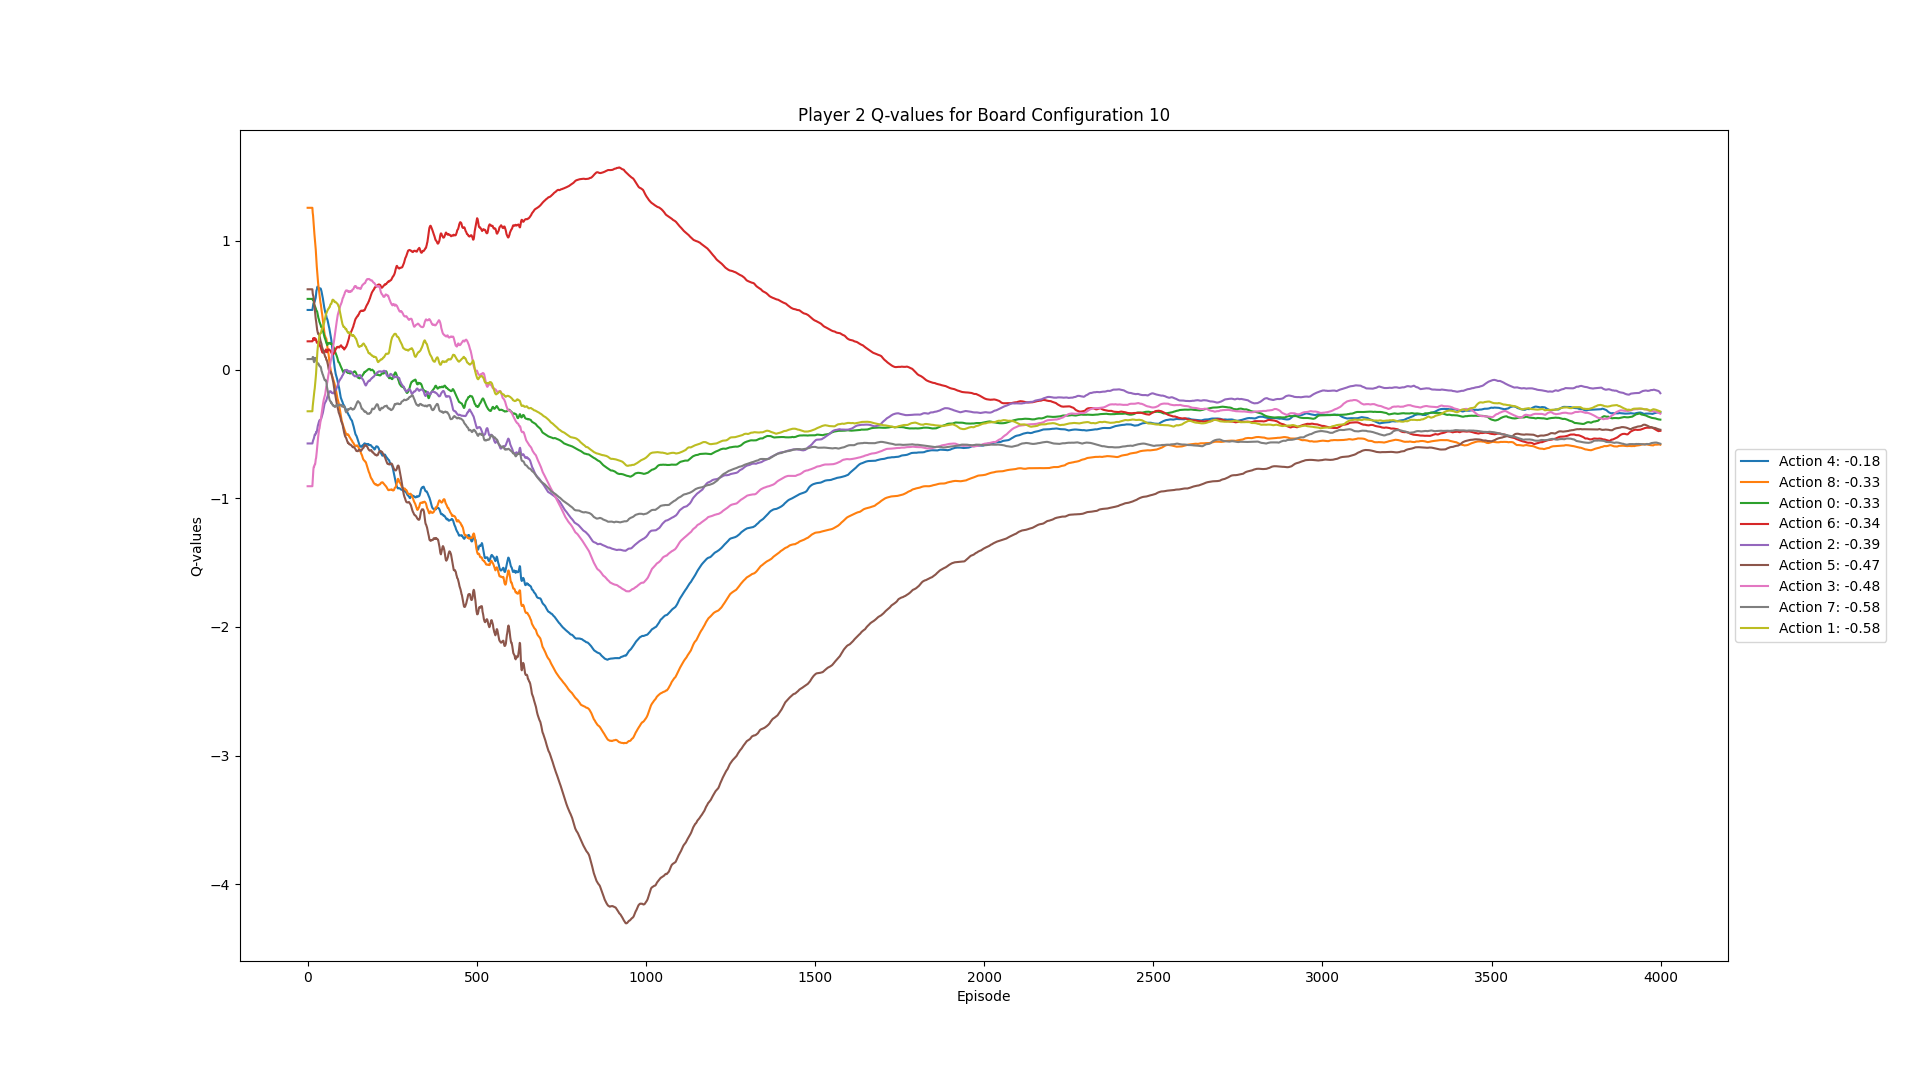 Player 2 Q-values for Board Configuration 10
Q-values
1
0
−1
−2
−3
−4
0 500 1000 1500 2000 2500 3000 3500 4000
Episode
Action 4: -0.18
Action 8: -0.33
Action 0: -0.33
Action 6: -0.34
Action 2: -0.39
Action 5: -0.47
Action 3: -0.48
Action 7: -0.58
Action 1: -0.58